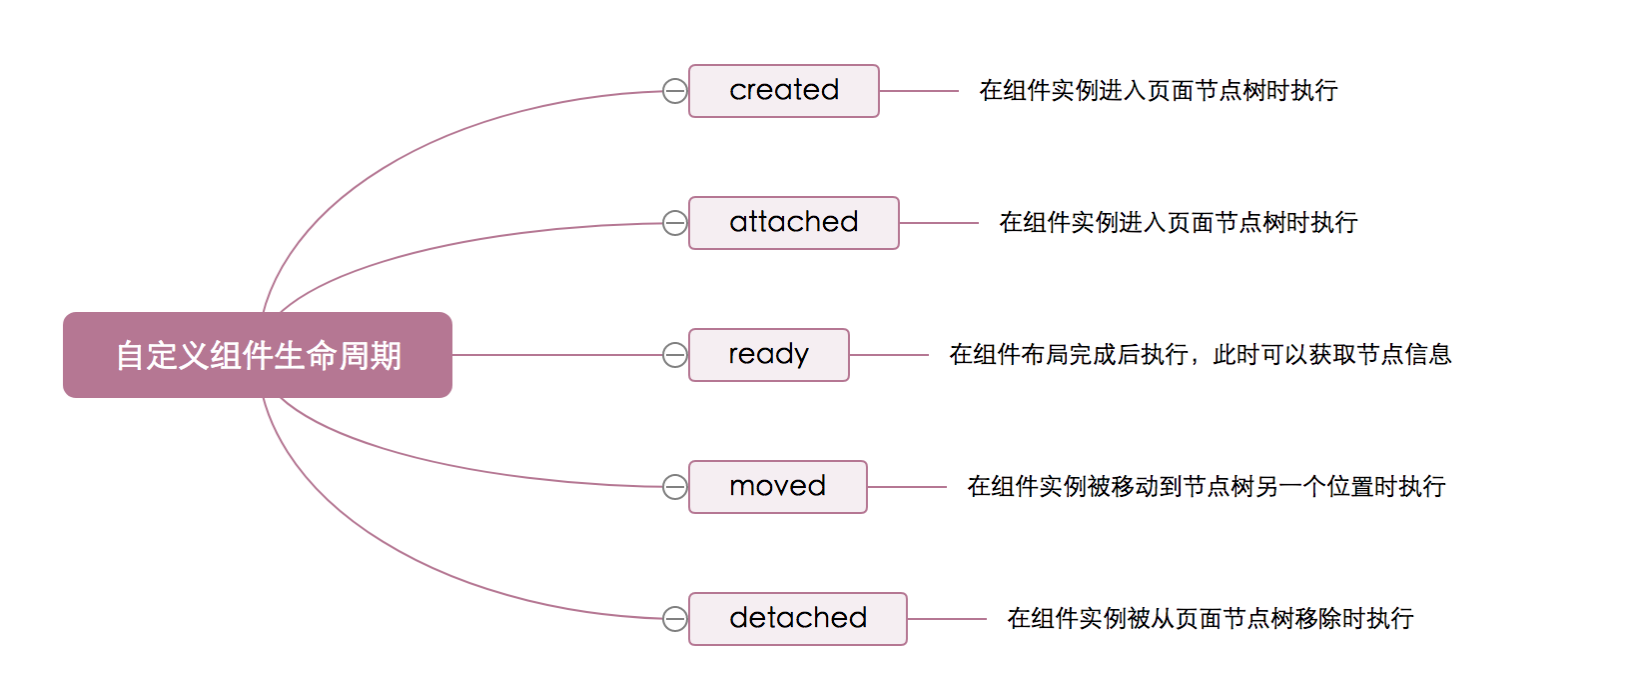 created
在组件实例进入页面节点树时执行
attached
在组件实例进入页面节点树时执行
自定义组件生命周期
ready
在组件布局完成后执行，此时可以获取节点信息
moved
在组件实例被移动到节点树另一个位置时执行
detached
在组件实例被从页面节点树移除时执行